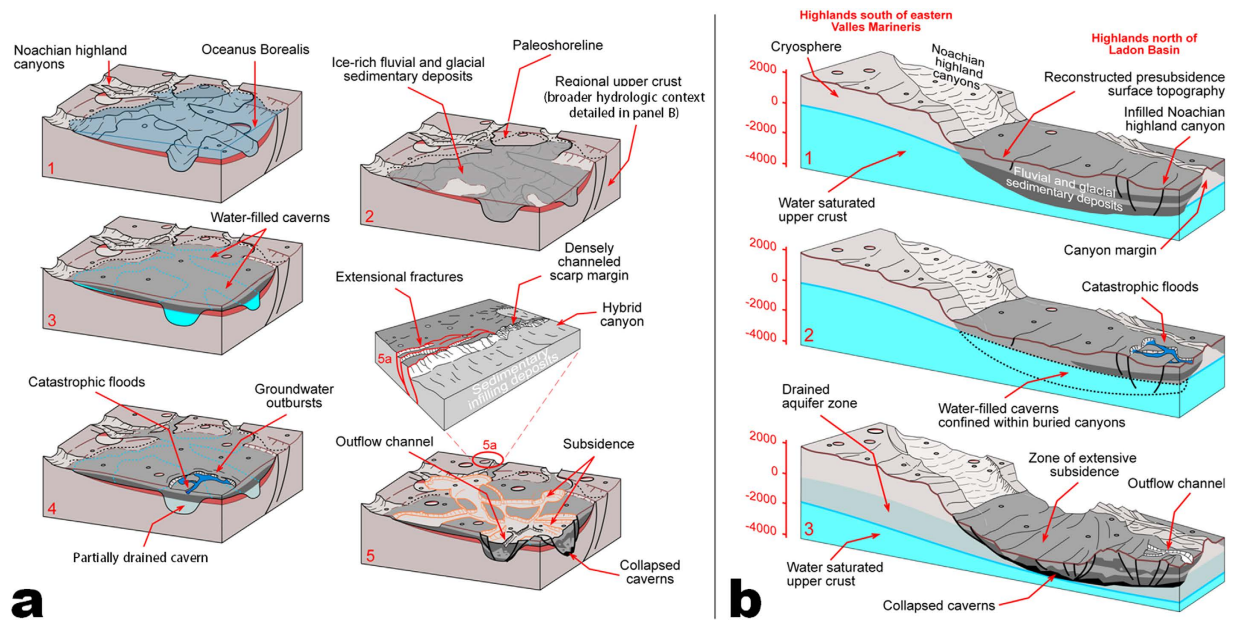 Noachian highland
canyons
Oceanus Borealis
1
Ice-rich fluvial and glacial
sedimentary deposits
Paleoshoreline
Regional upper crust
(broader hydrologic context
detailed in panel B)
2
Water-filled caverns
3
Extensional fractures
Densely
channeled
scarp margin
Hybrid
canyon
5a
Sedimentary
infilling deposits
Catastrophic floods
Groundwater
outbursts
4
Partially drained cavern
Outflow channel
5a
Subsidence
5
Collapsed
caverns
a
Highlands south of eastern
Valles Marineris
Highlands north of
Ladon Basin
Cryosphere
Noachian
highland
canyons
Reconstructed presubsidence
surface topography
Infilled Noachian
highland canyon
2000
0
-2000
-4000
1
Fluvial and glacial
sedimentary deposits
Water saturated
upper crust
Canyon margin
2000
0
-2000
-4000
2
Catastrophic floods
Water-filled caverns
confined within buried canyons
Drained
aquifer zone
2000
0
-2000
-4000
3
Zone of extensive
subsidence
Outflow channel
Water saturated
upper crust
Collapsed caverns
b